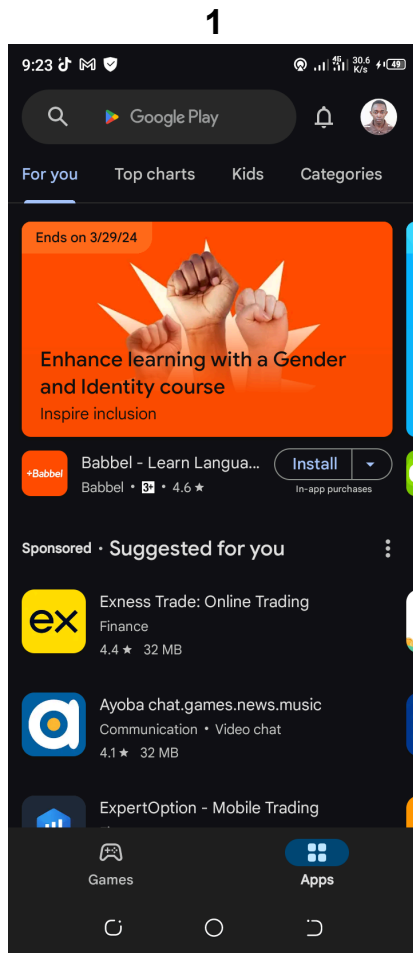 1
9:23
4G 30.6 K/s 49
Google Play
For you Top charts Kids Categories
Ends on 3/29/24
Enhance learning with a Gender
and Identity course
Inspire inclusion
+Babbel
Babbel - Learn Langua... Install
Babbel • 3+ • 4.6 ★ In-app purchases
Sponsored · Suggested for you
ex
Exness Trade: Online Trading
Finance
4.4 ★ 32 MB
Ayoba chat.games.news.music
Communication • Video chat
4.1 ★ 32 MB
ExpertOption - Mobile Trading
Games Apps